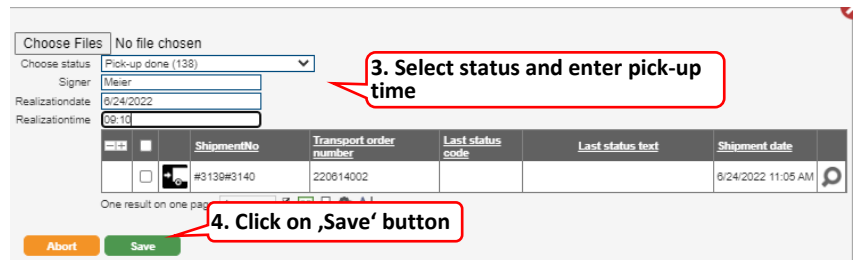 Choose Files No file chosen
Choose status Pick-up done (138)
3. Select status and enter pick-up
time
Signer Meier
Realizationdate 6/24/2022
Realizationtime 09:10
ShipmentNo Transport order number Last status code Last status text Shipment date
#3139#3140 220614002 6/24/2022 11:05 AM
One result on one pag
4. Click on ‚Save‘ button
Abort Save